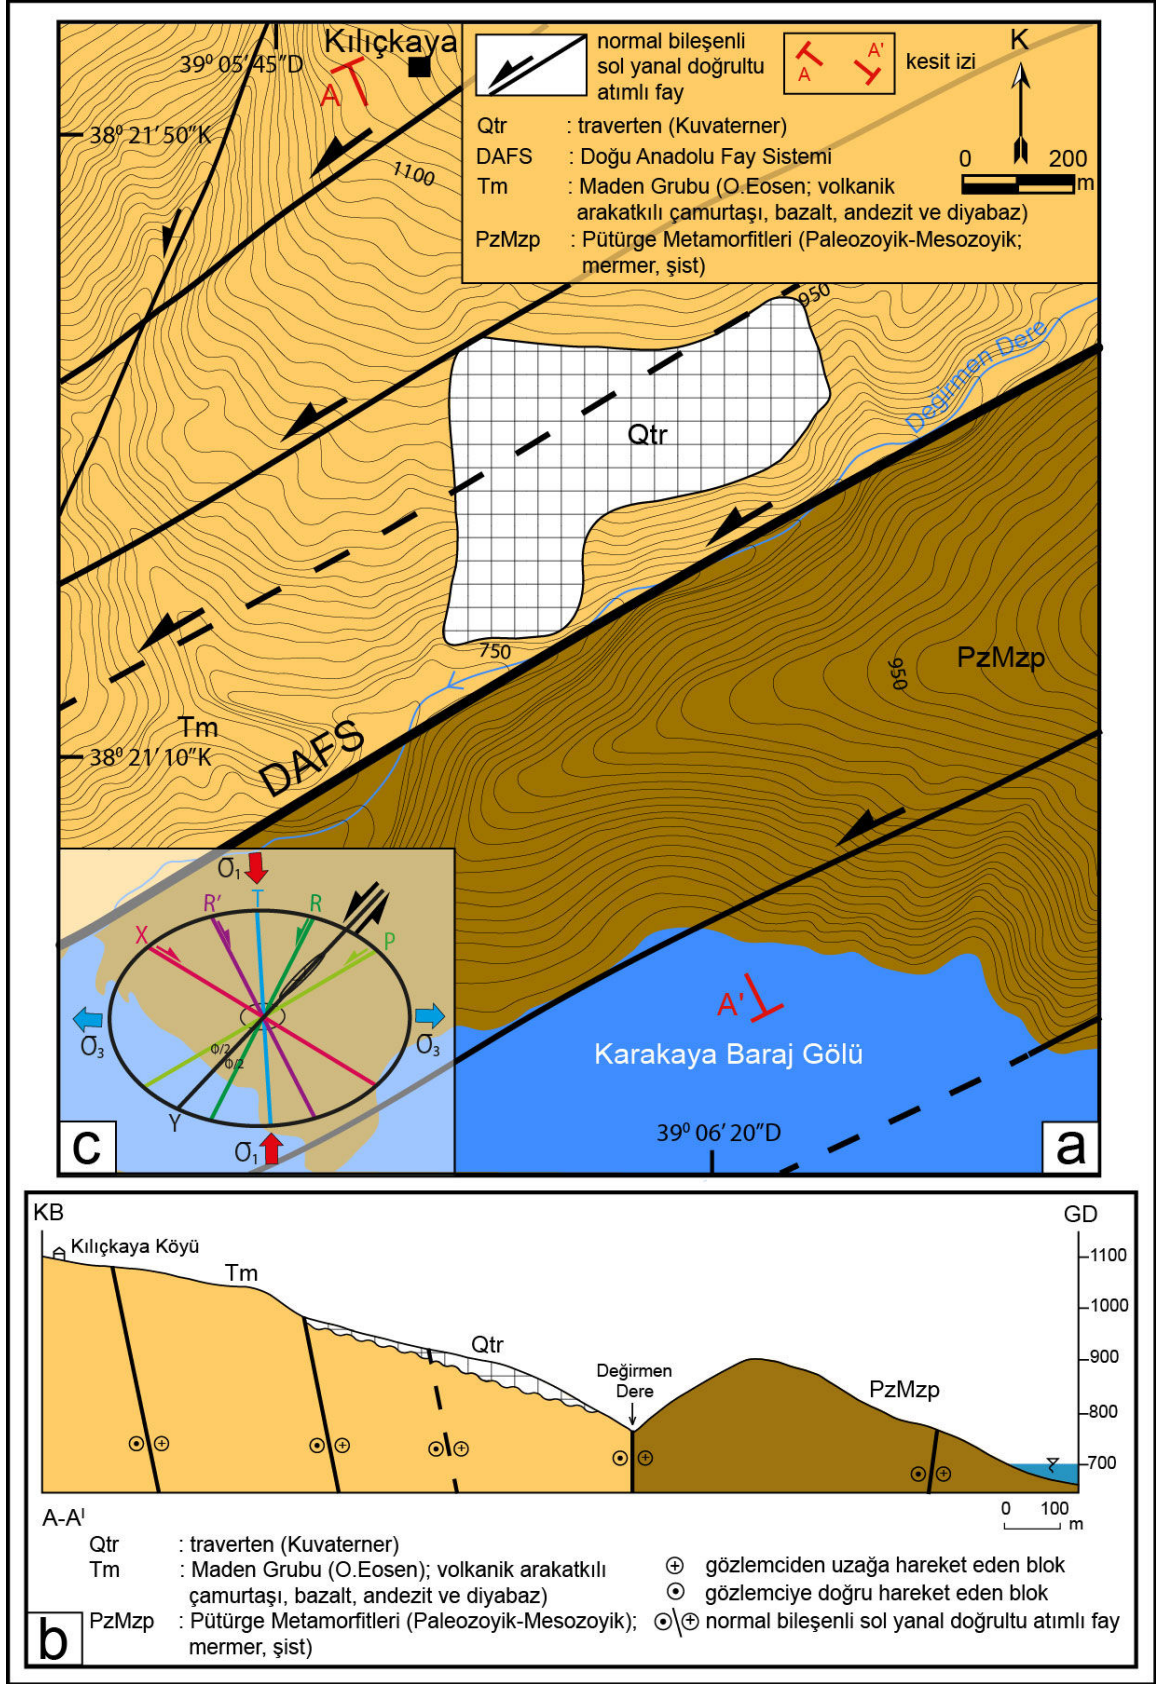 Kılıçkaya
39⁰ 05' 45"D
A
38⁰ 21' 50"K
1100
normal bileşenli
sol yanal doğrultu
atımlı fay
A
A'
kesit izi
K
Qtr : traverten (Kuvaterner)
DAFS : Doğu Anadolu Fay Sistemi
Tm : Maden Grubu (O.Eosen; volkanik
arakatkılı çamurtaşı, bazalt, andezit ve diyabaz)
PzMzp : Pütürge Metamorfitleri (Paleozoyik-Mesozoyik;
mermer, şist)
0 200
m
950
Değirmen Dere
Qtr
750
PzMzp
950
Tm
38⁰ 21' 10"K
DAFS
A'
Karakaya Baraj Gölü
39⁰ 06' 20"D
a
σ₁
T
R'
R
X
P
σ₃
σ₃
Φ/2
Φ/2
Y
σ₁
c
KB
GD
Kılıçkaya Köyü
Tm
Qtr
Değirmen
Dere
PzMzp
1100
1000
900
800
700
0 100
m
A-A'
Qtr : traverten (Kuvaterner)
Tm : Maden Grubu (O.Eosen); volkanik arakatkılı
çamurtaşı, bazalt, andezit ve diyabaz)
PzMzp : Pütürge Metamorfitleri (Paleozoyik-Mesozoyik);
mermer, şist)
gözlemciden uzağa hareket eden blok
gözlemciye doğru hareket eden blok
normal bileşenli sol yanal doğrultu atımlı fay
b